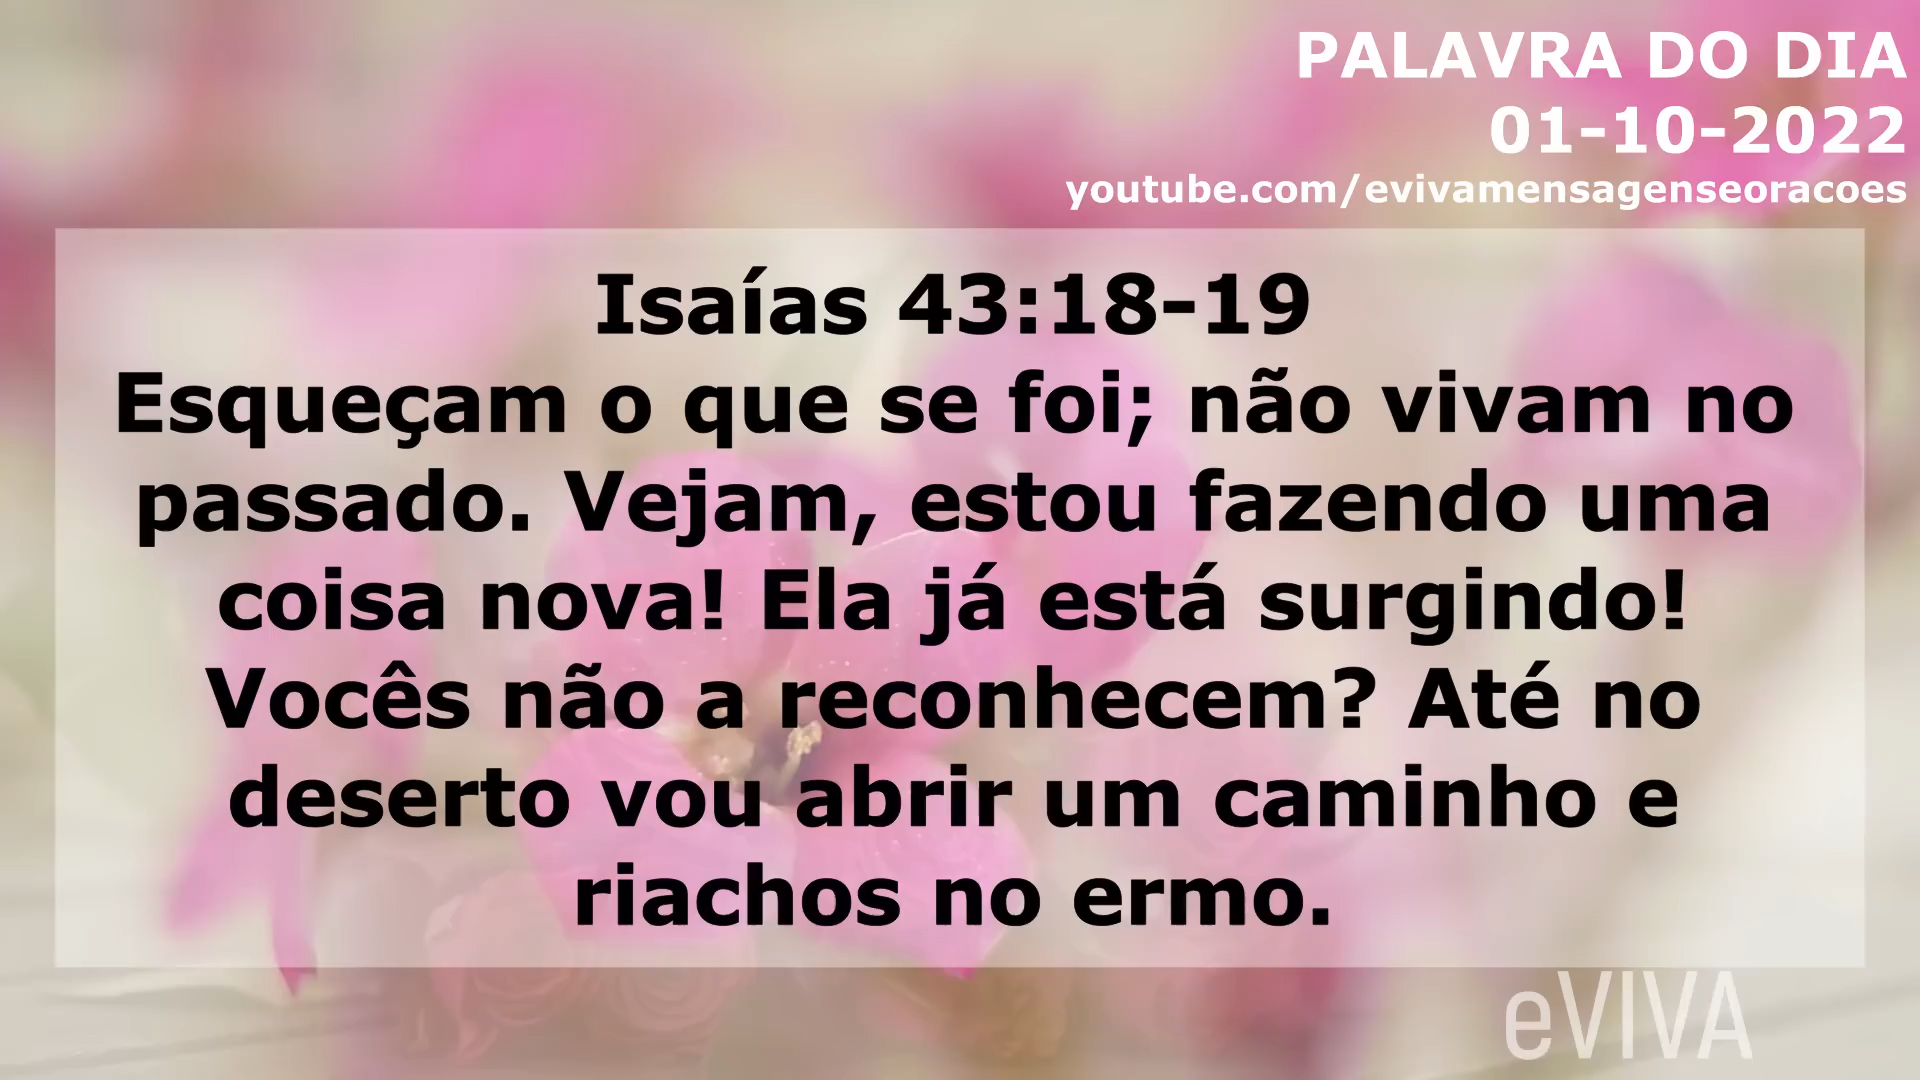 PALAVRA DO DIA
01-10-2022
youtube.com/evivamensagenseoracoes
Isaías 43:18-19
Esqueçam o que se foi; não vivam no
passado. Vejam, estou fazendo uma
coisa nova! Ela já está surgindo!
Vocês não a reconhecem? Até no
deserto vou abrir um caminho e
riachos no ermo.
eVIVA